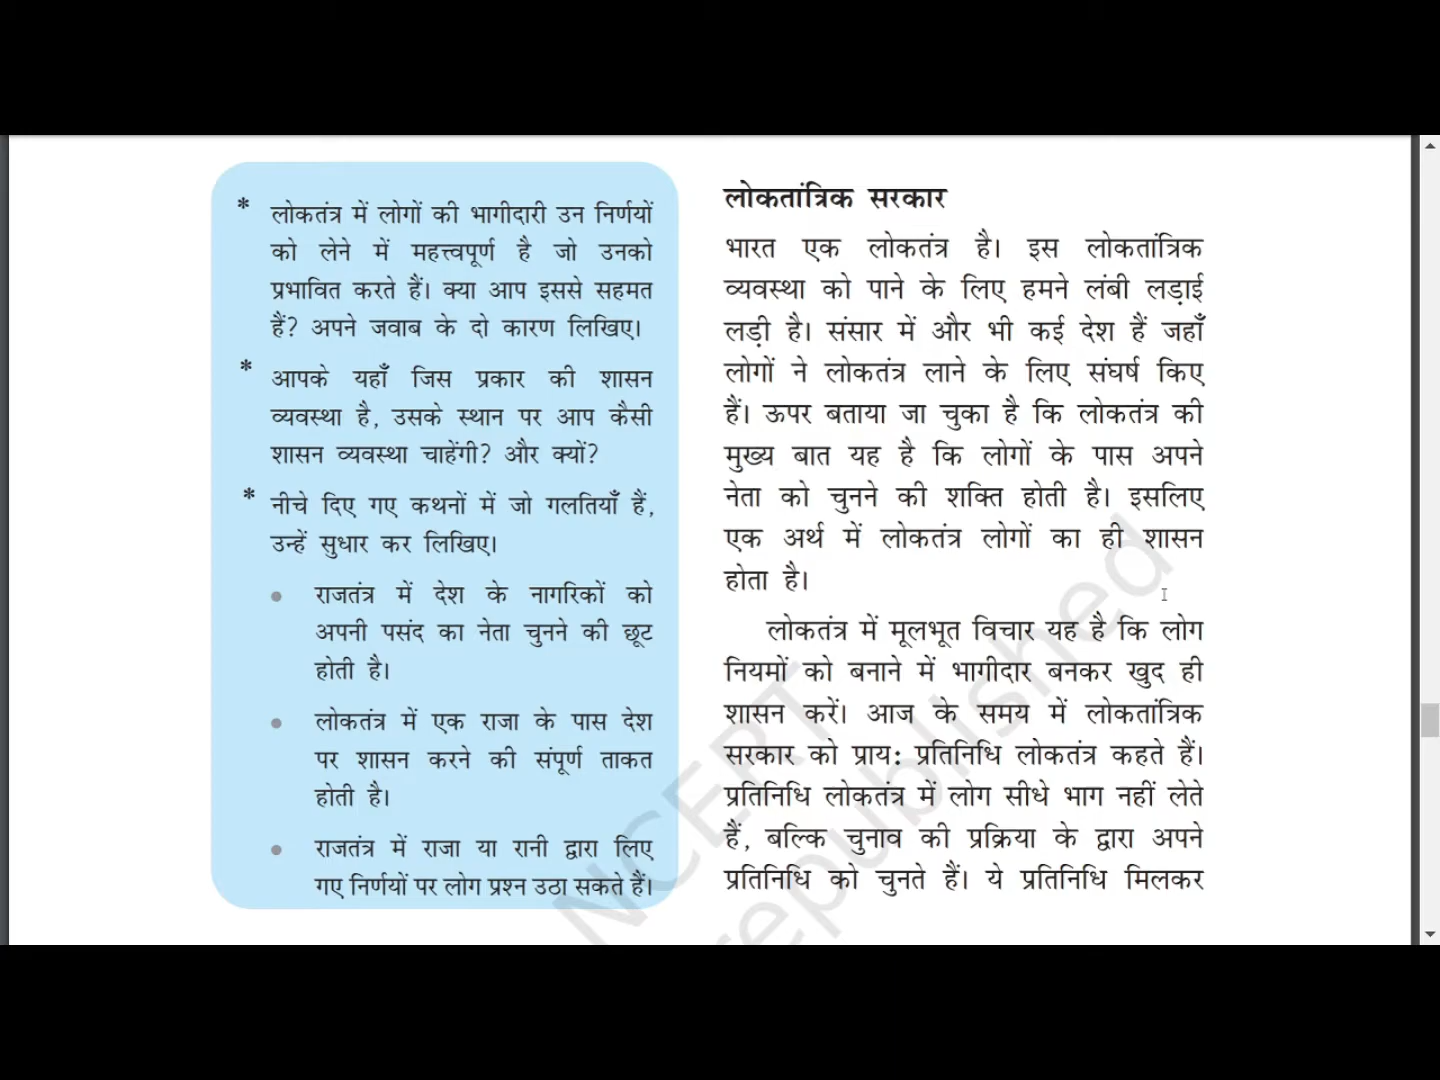 * लोकतंत्र में लोगों की भागीदारी उन निर्णयों
को लेने में महत्त्वपूर्ण है जो उनको
प्रभावित करते हैं। क्या आप इससे सहमत
हैं? अपने जवाब के दो कारण लिखिए।
* आपके यहाँ जिस प्रकार की शासन
व्यवस्था है, उसके स्थान पर आप कैसी
शासन व्यवस्था चाहेंगी? और क्यों?
* नीचे दिए गए कथनों में जो गलतियाँ हैं,
उन्हें सुधार कर लिखिए।
● राजतंत्र में देश के नागरिकों को
अपनी पसंद का नेता चुनने की छूट
होती है।
● लोकतंत्र में एक राजा के पास देश
पर शासन करने की संपूर्ण ताकत
होती है।
● राजतंत्र में राजा या रानी द्वारा लिए
गए निर्णयों पर लोग प्रश्न उठा सकते हैं।
लोकतांत्रिक सरकार
भारत एक लोकतंत्र है। इस लोकतांत्रिक
व्यवस्था को पाने के लिए हमने लंबी लड़ाई
लड़ी है। संसार में और भी कई देश हैं जहाँ
लोगों ने लोकतंत्र लाने के लिए संघर्ष किए
हैं। ऊपर बताया जा चुका है कि लोकतंत्र की
मुख्य बात यह है कि लोगों के पास अपने
नेता को चुनने की शक्ति होती है। इसलिए
एक अर्थ में लोकतंत्र लोगों का ही शासन
होता है।
लोकतंत्र में मूलभूत विचार यह है कि लोग
नियमों को बनाने में भागीदार बनकर खुद ही
शासन करें। आज के समय में लोकतांत्रिक
सरकार को प्राय: प्रतिनिधि लोकतंत्र कहते हैं।
प्रतिनिधि लोकतंत्र में लोग सीधे भाग नहीं लेते
हैं, बल्कि चुनाव की प्रक्रिया के द्वारा अपने
प्रतिनिधि को चुनते हैं। ये प्रतिनिधि मिलकर
NCERT
republished